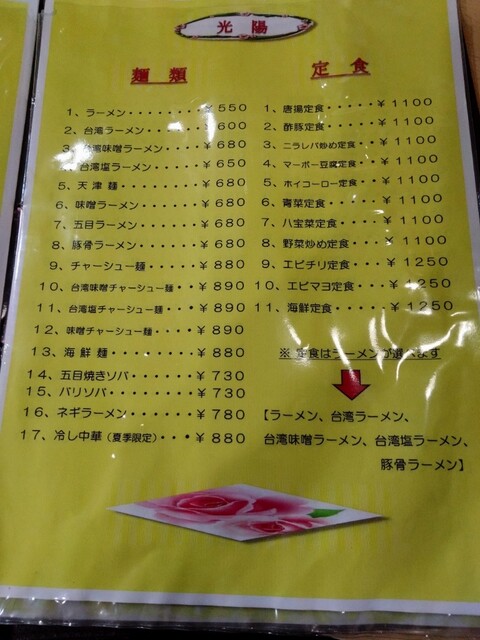 光陽
麺類
1、ラーメン・・・・・・・・￥550
2、台湾ラーメン・・・・・・￥600
3、台湾味噌ラーメン・・・・￥680
4、台湾塩ラーメン・・・・・￥650
5、天津麺・・・・・・・・￥680
6、味噌ラーメン・・・・・・￥680
7、五目ラーメン・・・・・・￥680
8、豚骨ラーメン・・・・・・￥680
9、チャーシュー麺・・・・・￥880
10、台湾味噌チャーシュー麺・・￥890
11、台湾塩チャーシュー麺・・・￥890
12、味噌チャーシュー麺・・・・￥890
13、海鮮麺・・・・・・・・￥880
14、五目焼きソバ・・・・・・￥730
15、バリソバ・・・・・・・・￥730
16、ネギラーメン・・・・・・￥780
17、冷し中華（夏季限定）・・・￥880
定食
1、唐揚定食・・・・・￥1100
2、酢豚定食・・・・・￥1100
3、ニラレバ炒め定食・・・￥1100
4、マーボー豆腐定食・・・￥1100
5、ホイコーロー定食・・・￥1100
6、青菜定食・・・・・￥1100
7、八宝菜定食・・・・￥1100
8、野菜炒め定食・・・￥1100
9、エビチリ定食・・・￥1250
10、エビマヨ定食・・・￥1250
11、海鮮定食・・・・￥1250
※ 定食はラーメンが選べます
【ラーメン、台湾ラーメン、
台湾味噌ラーメン、台湾塩ラーメン、
豚骨ラーメン】